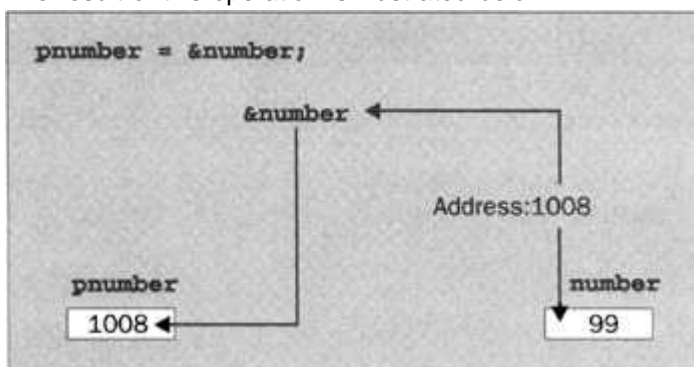 pnumber = &number;
&number
Address:1008
pnumber
number
1008
99